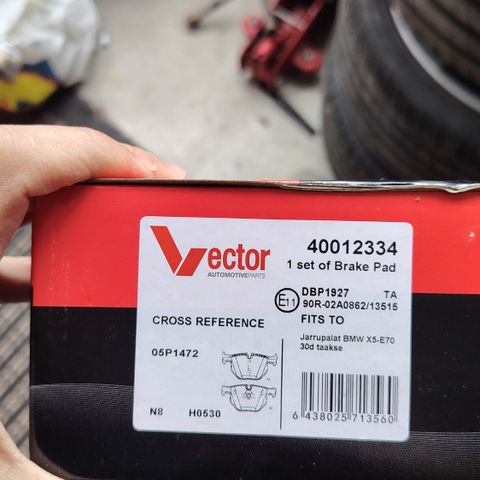 Vector
AUTOMOTIVEPARTS
40012334
1 set of Brake Pad
E11
DBP1927 TA
90R-02A0862/13515
FITS TO
Jarrupalat BMW X5-E70
30d taakse
CROSS REFERENCE
05P1472
N8 H0530
6 438025 713560